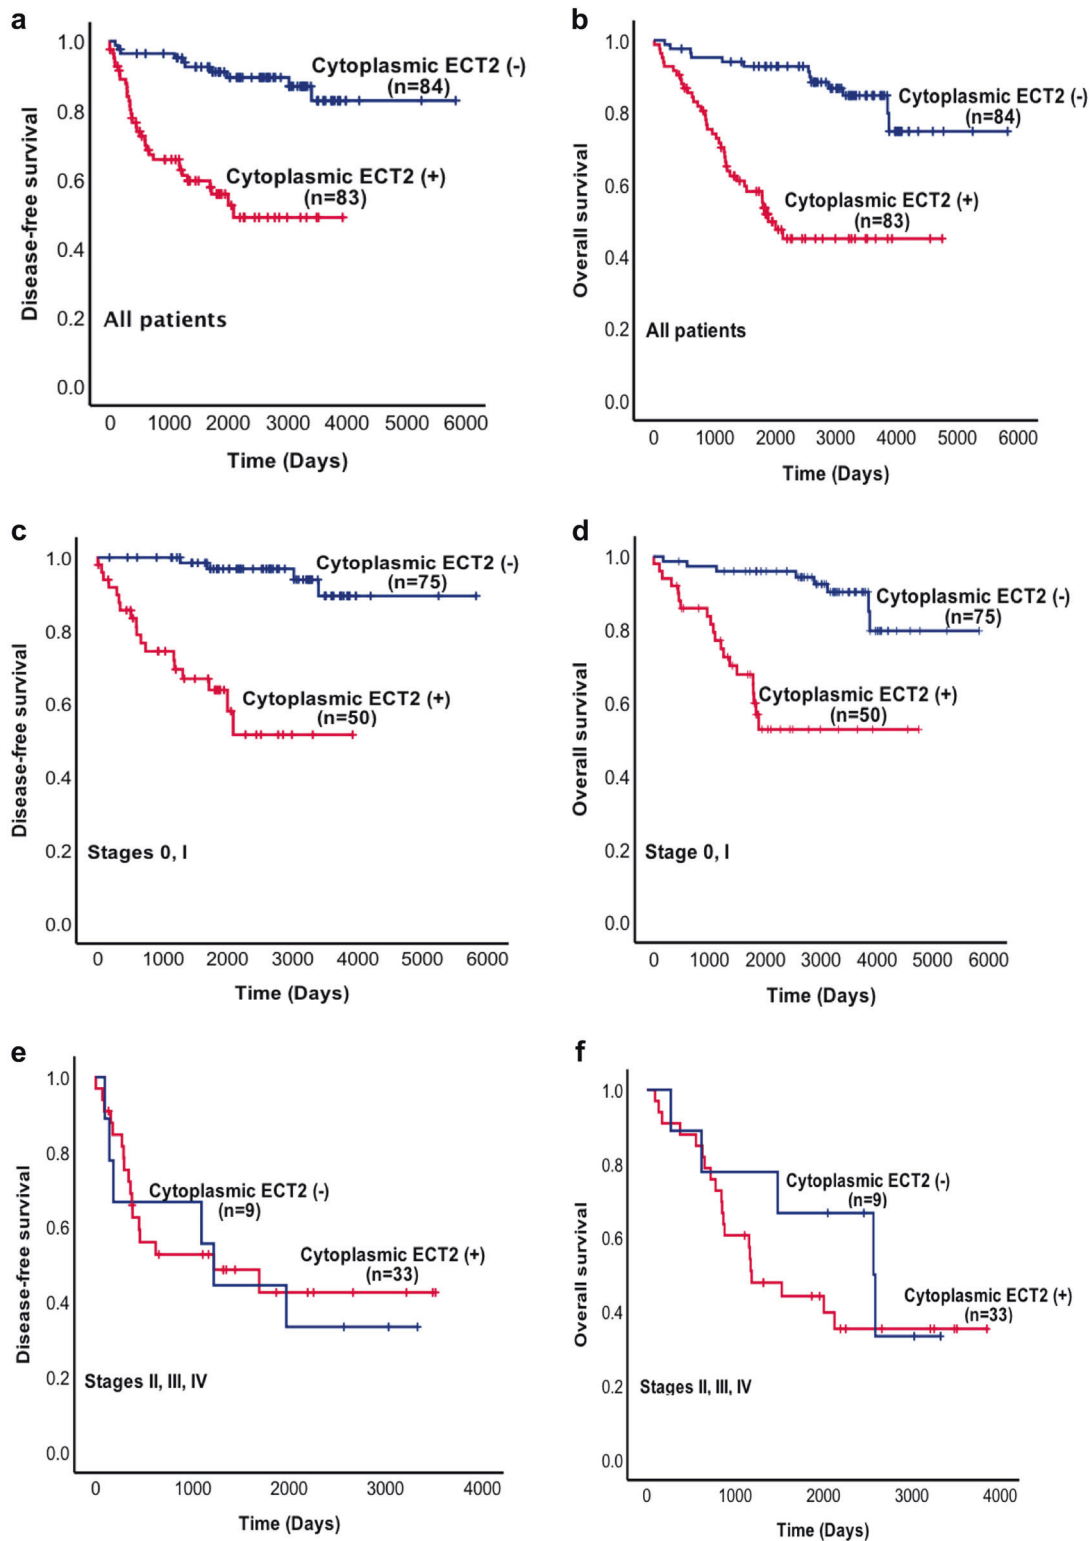 a
Disease-free survival
1.0
0.8
0.6
0.4
0.2
0.0
Cytoplasmic ECT2 (-)
(n=84)
Cytoplasmic ECT2 (+)
(n=83)
All patients
0 1000 2000 3000 4000 5000 6000
Time (Days)
b
Overall survival
1.0
0.8
0.6
0.4
0.2
0.0
Cytoplasmic ECT2 (-)
(n=84)
Cytoplasmic ECT2 (+)
(n=83)
All patients
0 1000 2000 3000 4000 5000 6000
Time (Days)
c
Disease-free survival
1.0
0.8
0.6
0.4
0.2
0.0
Cytoplasmic ECT2 (-)
(n=75)
Cytoplasmic ECT2 (+)
(n=50)
Stages 0, I
0 1000 2000 3000 4000 5000 6000
Time (Days)
d
Overall survival
1.0
0.8
0.6
0.4
0.2
0.0
Cytoplasmic ECT2 (-)
(n=75)
Cytoplasmic ECT2 (+)
(n=50)
Stage 0, I
0 1000 2000 3000 4000 5000 6000
Time (Days)
e
Disease-free survival
1.0
0.8
0.6
0.4
0.2
0.0
Cytoplasmic ECT2 (-)
(n=9)
Cytoplasmic ECT2 (+)
(n=33)
Stages II, III, IV
0 1000 2000 3000 4000
Time (Days)
f
Overall survival
1.0
0.8
0.6
0.4
0.2
0.0
Cytoplasmic ECT2 (-)
(n=9)
Cytoplasmic ECT2 (+)
(n=33)
Stages II, III, IV
0 1000 2000 3000 4000
Time (Days)